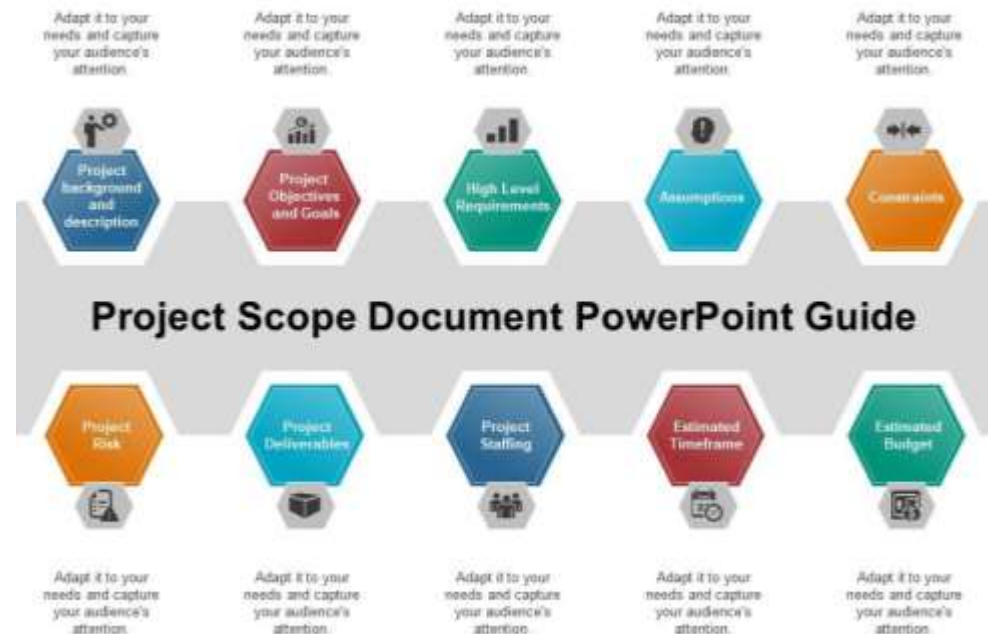 Adapt it to your
needs and capture
your audience's
attention.
Adapt it to your
needs and capture
your audience's
attention.
Adapt it to your
needs and capture
your audience's
attention.
Adapt it to your
needs and capture
your audience's
attention.
Adapt it to your
needs and capture
your audience's
attention.
Project
background
and
description
Project
Objectives
and Goals
High Level
Requirements
Assumptions
Constraints
Project Scope Document PowerPoint Guide
Project
Risk
Project
Deliverables
Project
Staffing
Estimated
Timeframe
Estimated
Budget
Adapt it to your
needs and capture
your audience's
attention.
Adapt it to your
needs and capture
your audience's
attention.
Adapt it to your
needs and capture
your audience's
attention.
Adapt it to your
needs and capture
your audience's
attention.
Adapt it to your
needs and capture
your audience's
attention.